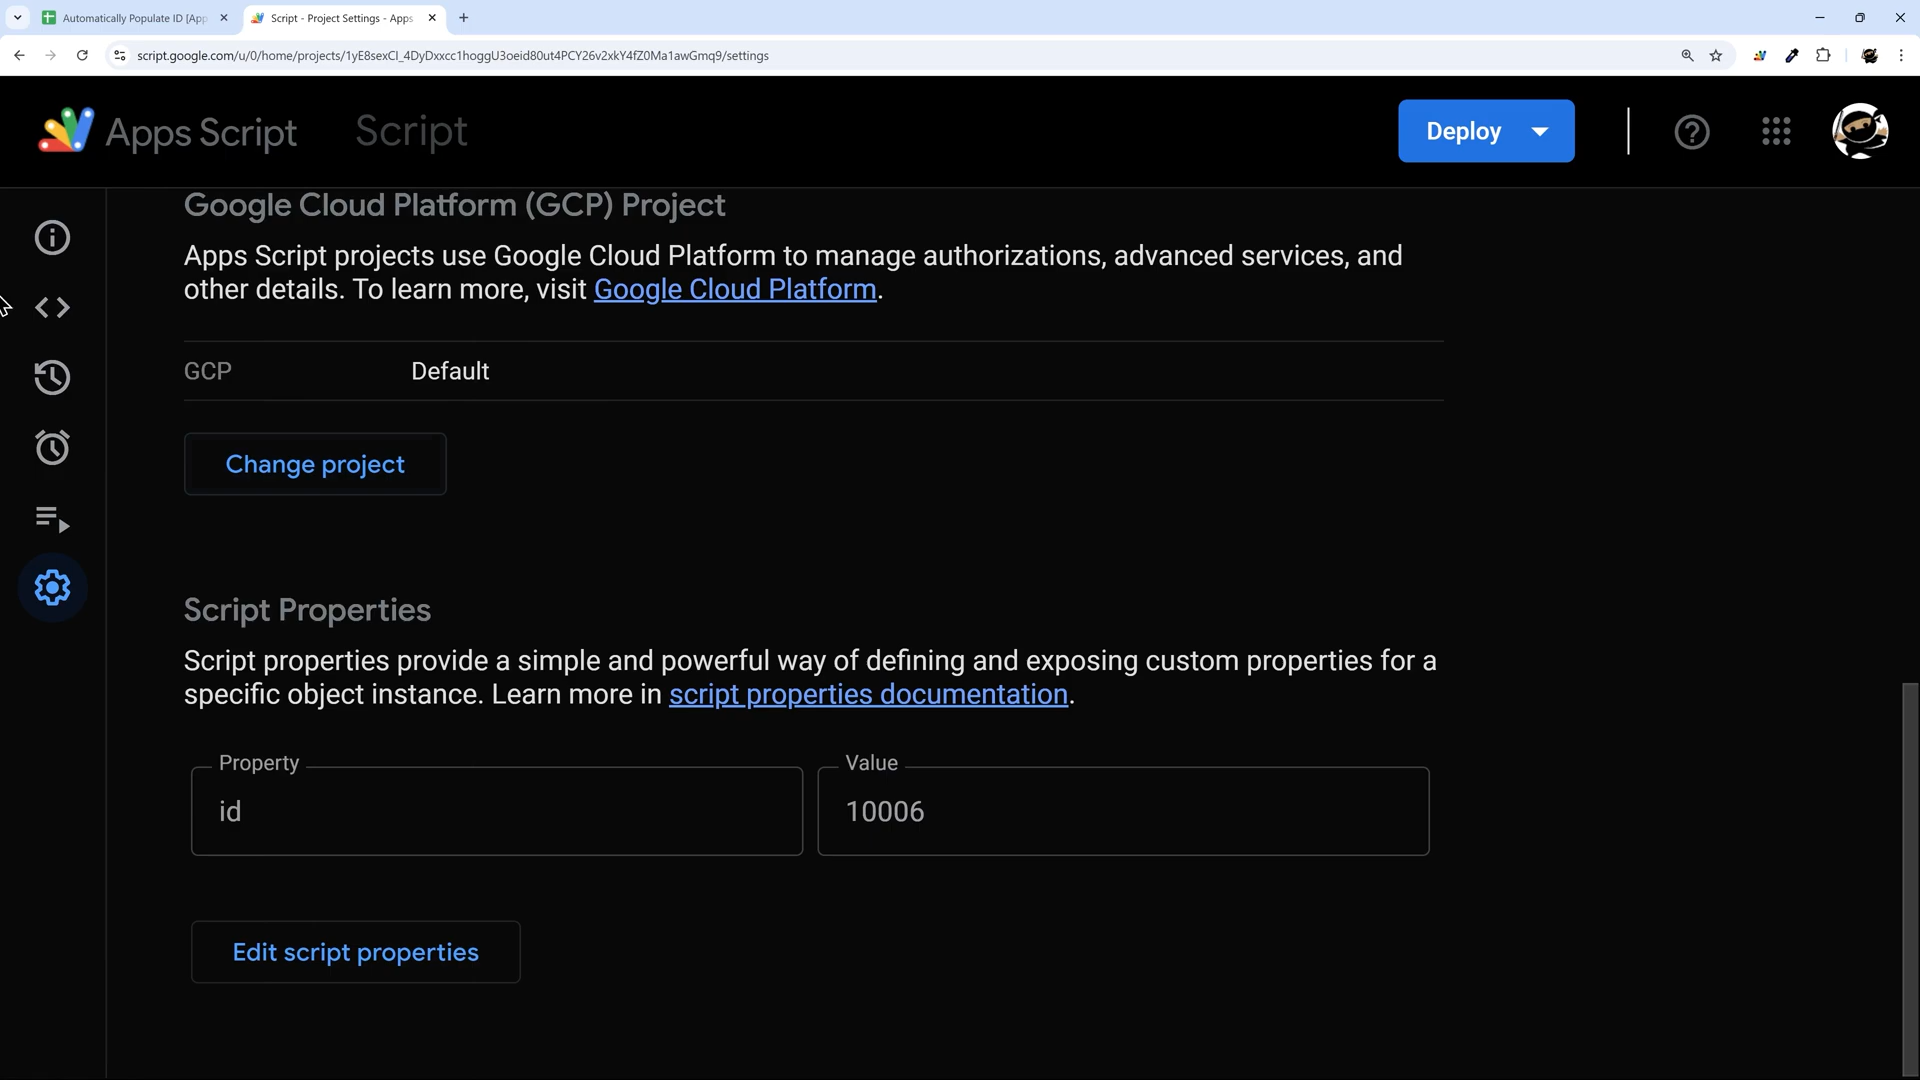 Automatically Populate ID [App
Script - Project Settings - Apps
script.google.com/u/0/home/projects/1yE8sexCI_4DyDxxcc1hoggU3oeid80ut4PCY26v2xkY4fZ0Ma1awGmq9/settings
Apps Script
Script
Deploy
Google Cloud Platform (GCP) Project
Apps Script projects use Google Cloud Platform to manage authorizations, advanced services, and
other details. To learn more, visit Google Cloud Platform.
GCP
Default
Change project
Script Properties
Script properties provide a simple and powerful way of defining and exposing custom properties for a
specific object instance. Learn more in script properties documentation.
Property
Value
id
10006
Edit script properties